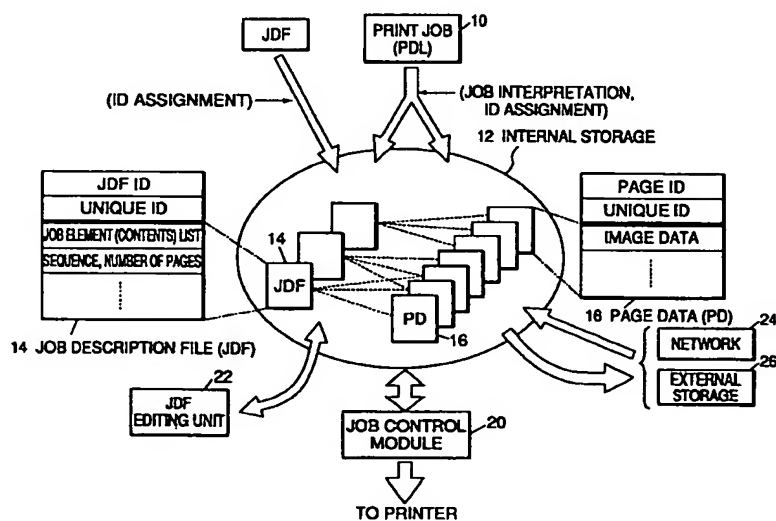 JDF
PRINT JOB
(PDL)
10
(ID ASSIGNMENT)
(JOB INTERPRETATION,
ID ASSIGNMENT)
12 INTERNAL STORAGE
JDF ID
UNIQUE ID
JOB ELEMENT (CONTENTS) LIST
SEQUENCE, NUMBER OF PAGES
14 JOB DESCRIPTION FILE (JDF)
14
JDF
PD
16
PAGE ID
UNIQUE ID
IMAGE DATA
16 PAGE DATA (PD)
24
NETWORK
26
EXTERNAL
STORAGE
22
JDF
EDITING UNIT
20
JOB CONTROL
MODULE
TO PRINTER